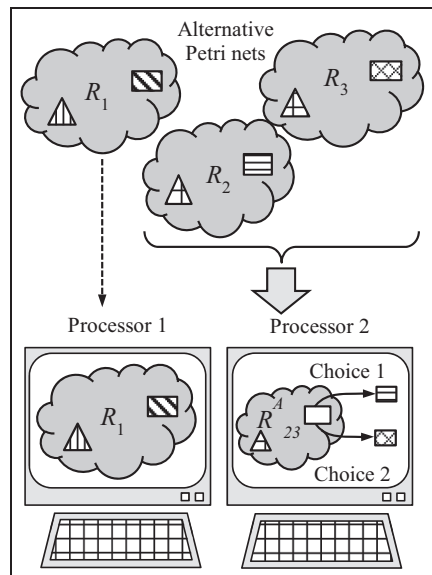 Alternative
Petri nets
R1
R3
R2
Processor 1
Processor 2
R1
Choice 1
R A 23
Choice 2